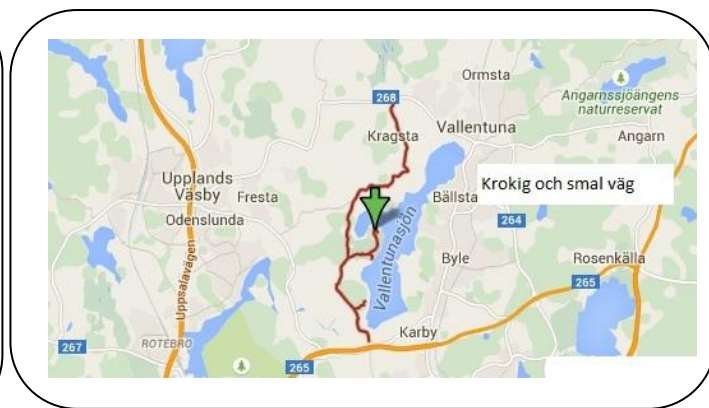 Ormsta
268
Angarnssjöängens
naturreservat
Kragsta
Vallentuna
Angarn
Upplands
Väsby
Fresta
Krokig och smal väg
Bällsta
Odenslunda
264
Vallentunasjön
Byle
Rosenkälla
Uppsalavägen
265
Karby
267
ROTEBRO
265